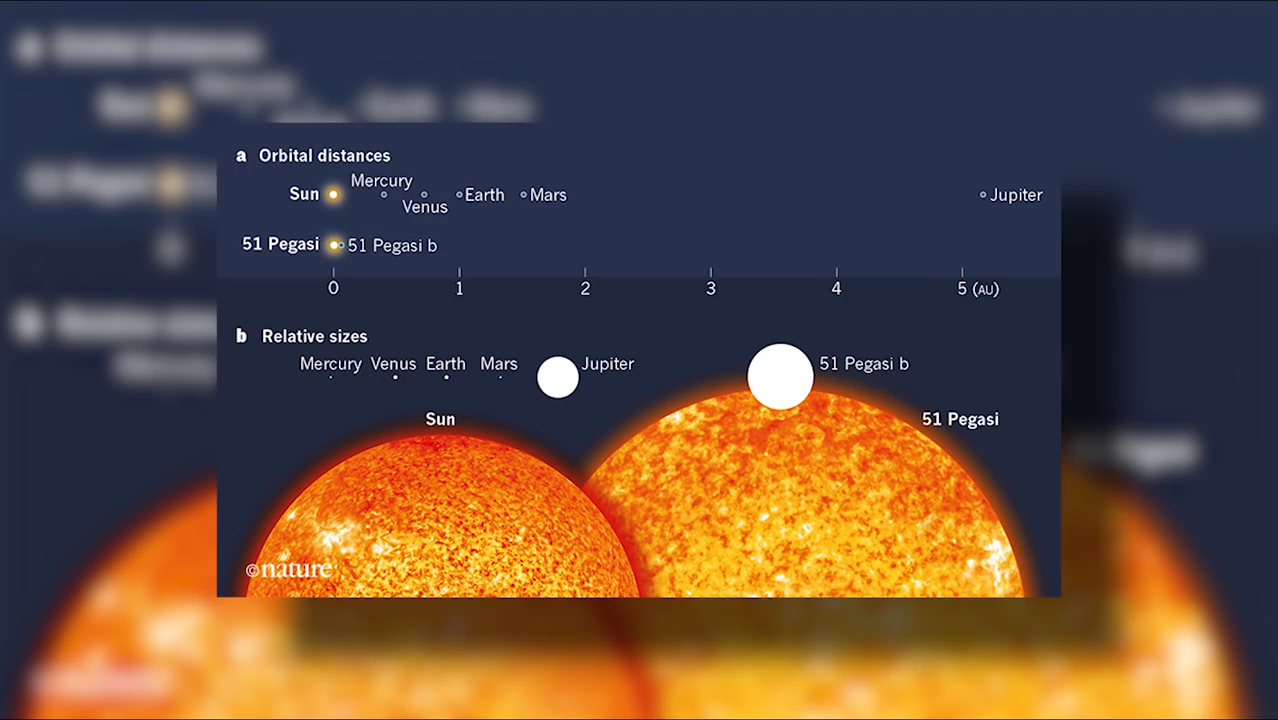 a Orbital distances
Sun Mercury Venus Earth Mars Jupiter
51 Pegasi 51 Pegasi b
0 1 2 3 4 5 (AU)
b Relative sizes
Mercury Venus Earth Mars Jupiter 51 Pegasi b
Sun 51 Pegasi
©nature